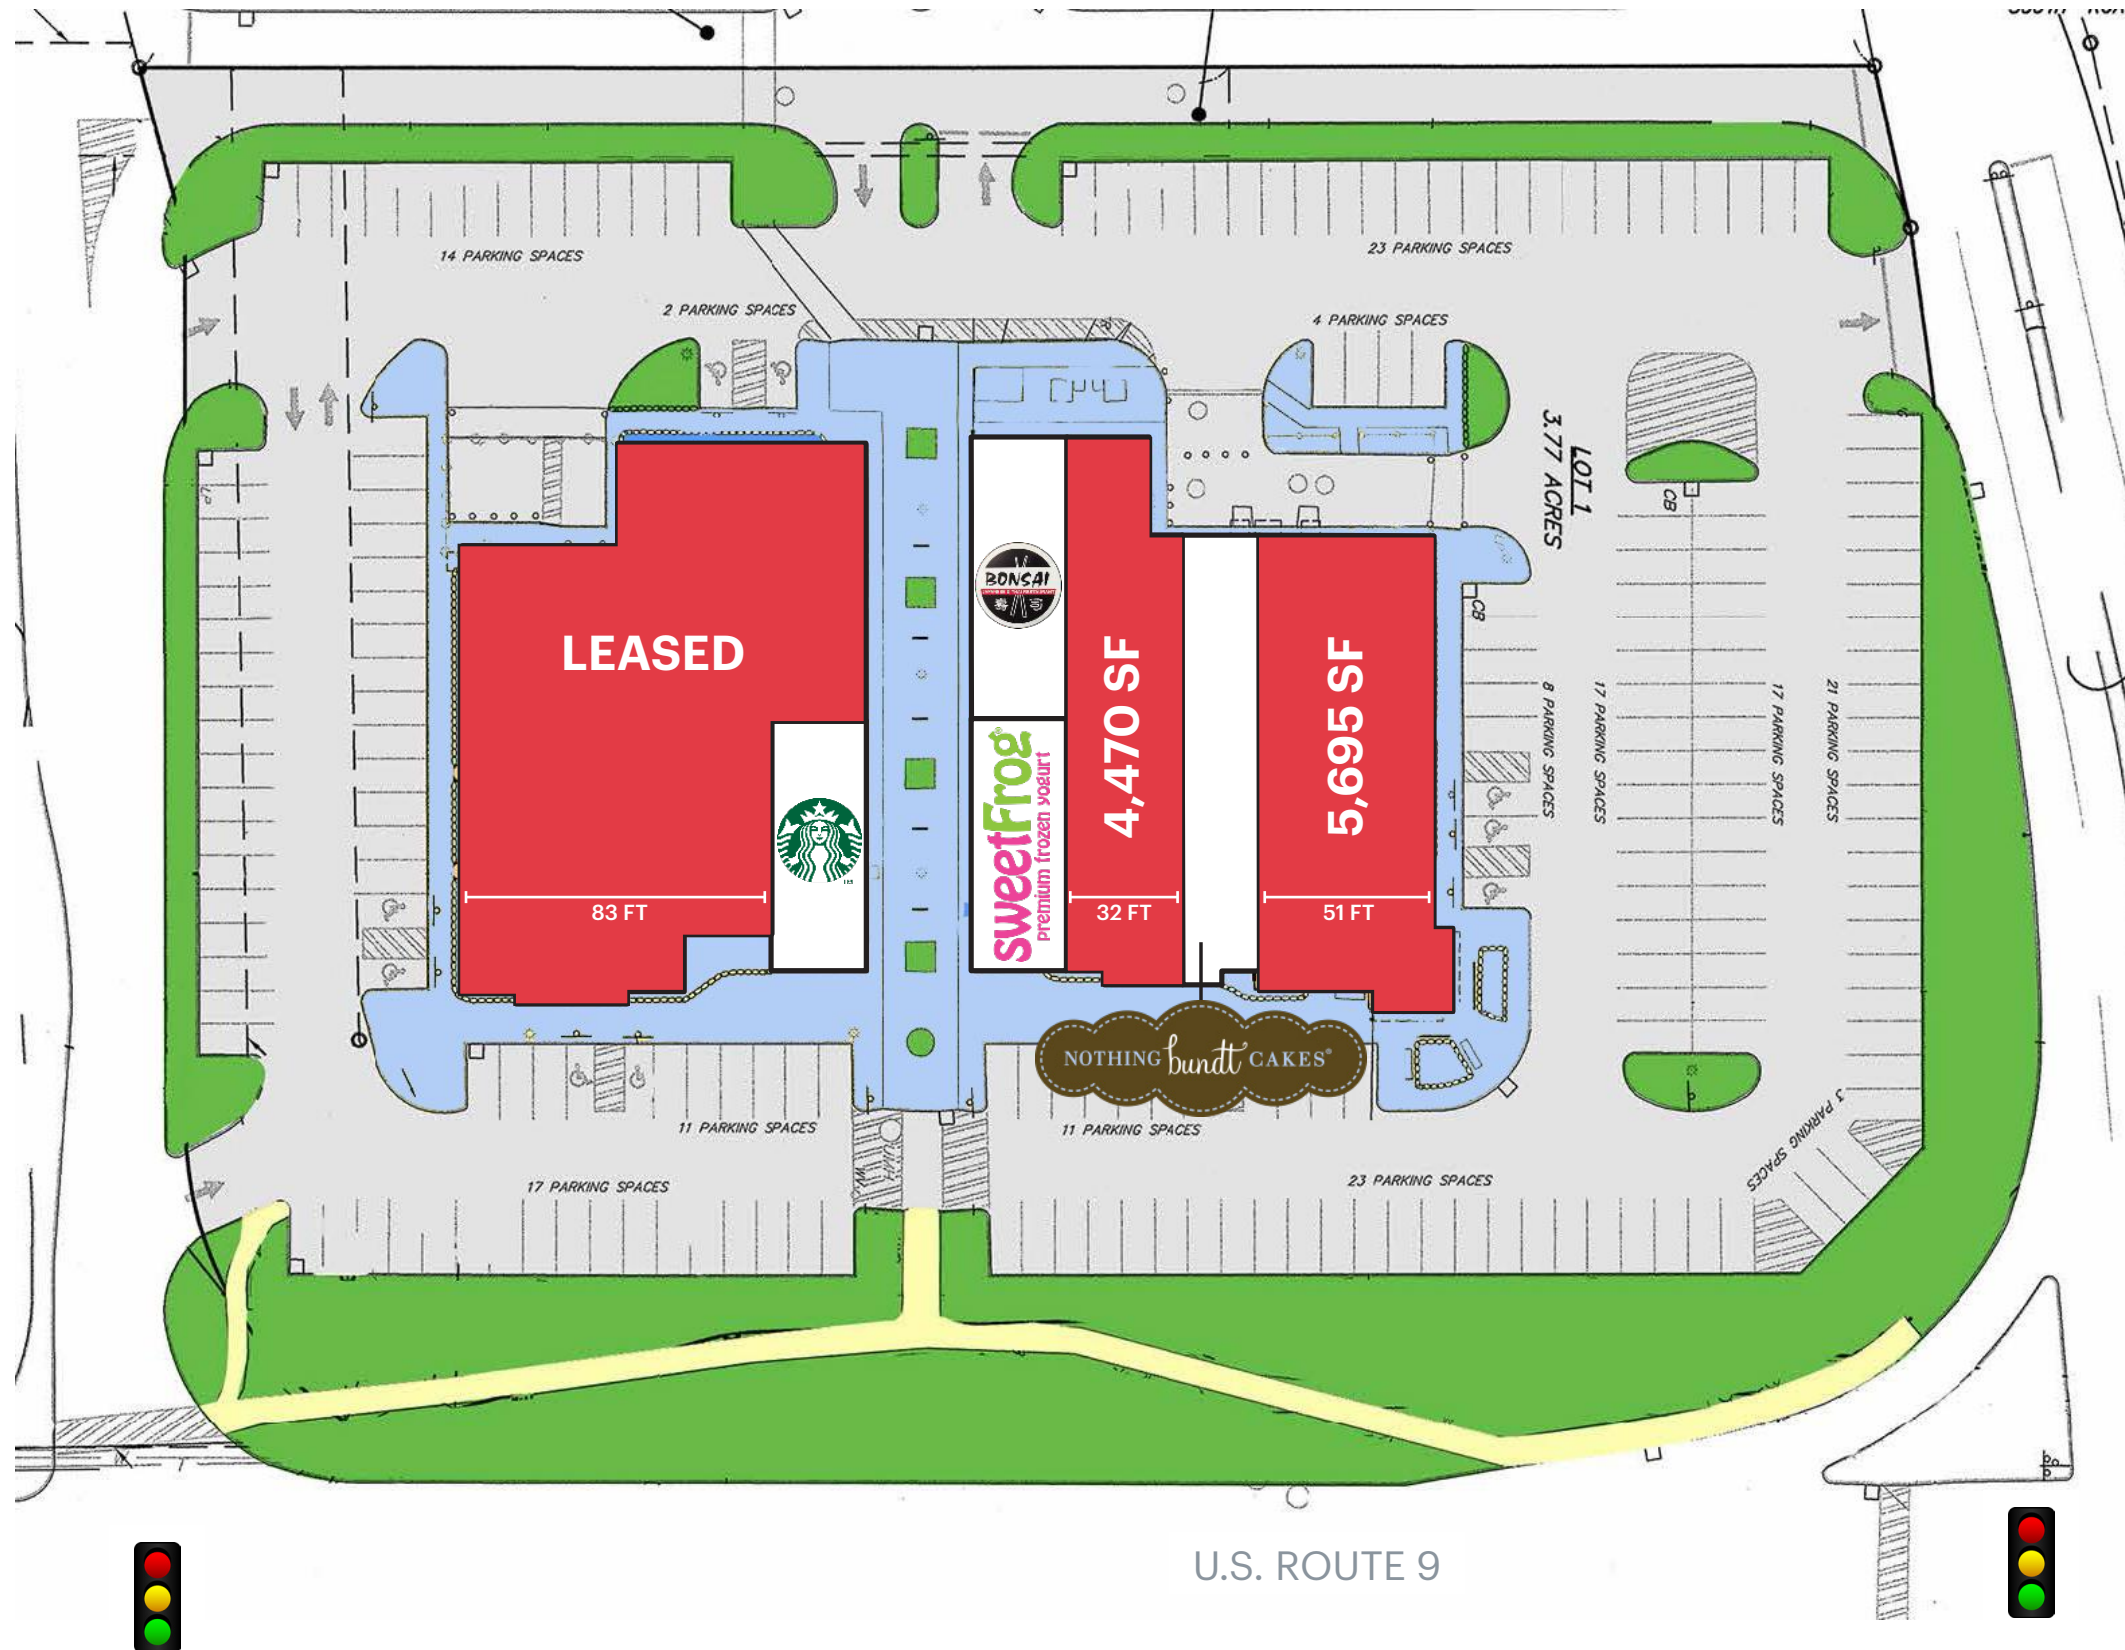 14 PARKING SPACES
23 PARKING SPACES
2 PARKING SPACES
4 PARKING SPACES
LOT 1
3.77 ACRES
CB
CB
BONSAI
LEASED
4,470 SF
5,695 SF
sweetFrog
premium frozen yogurt
8 PARKING SPACES
17 PARKING SPACES
17 PARKING SPACES
21 PARKING SPACES
83 FT
32 FT
51 FT
NOTHING bundt CAKES®
11 PARKING SPACES
11 PARKING SPACES
3 PARKING SPACES
17 PARKING SPACES
23 PARKING SPACES
U.S. ROUTE 9